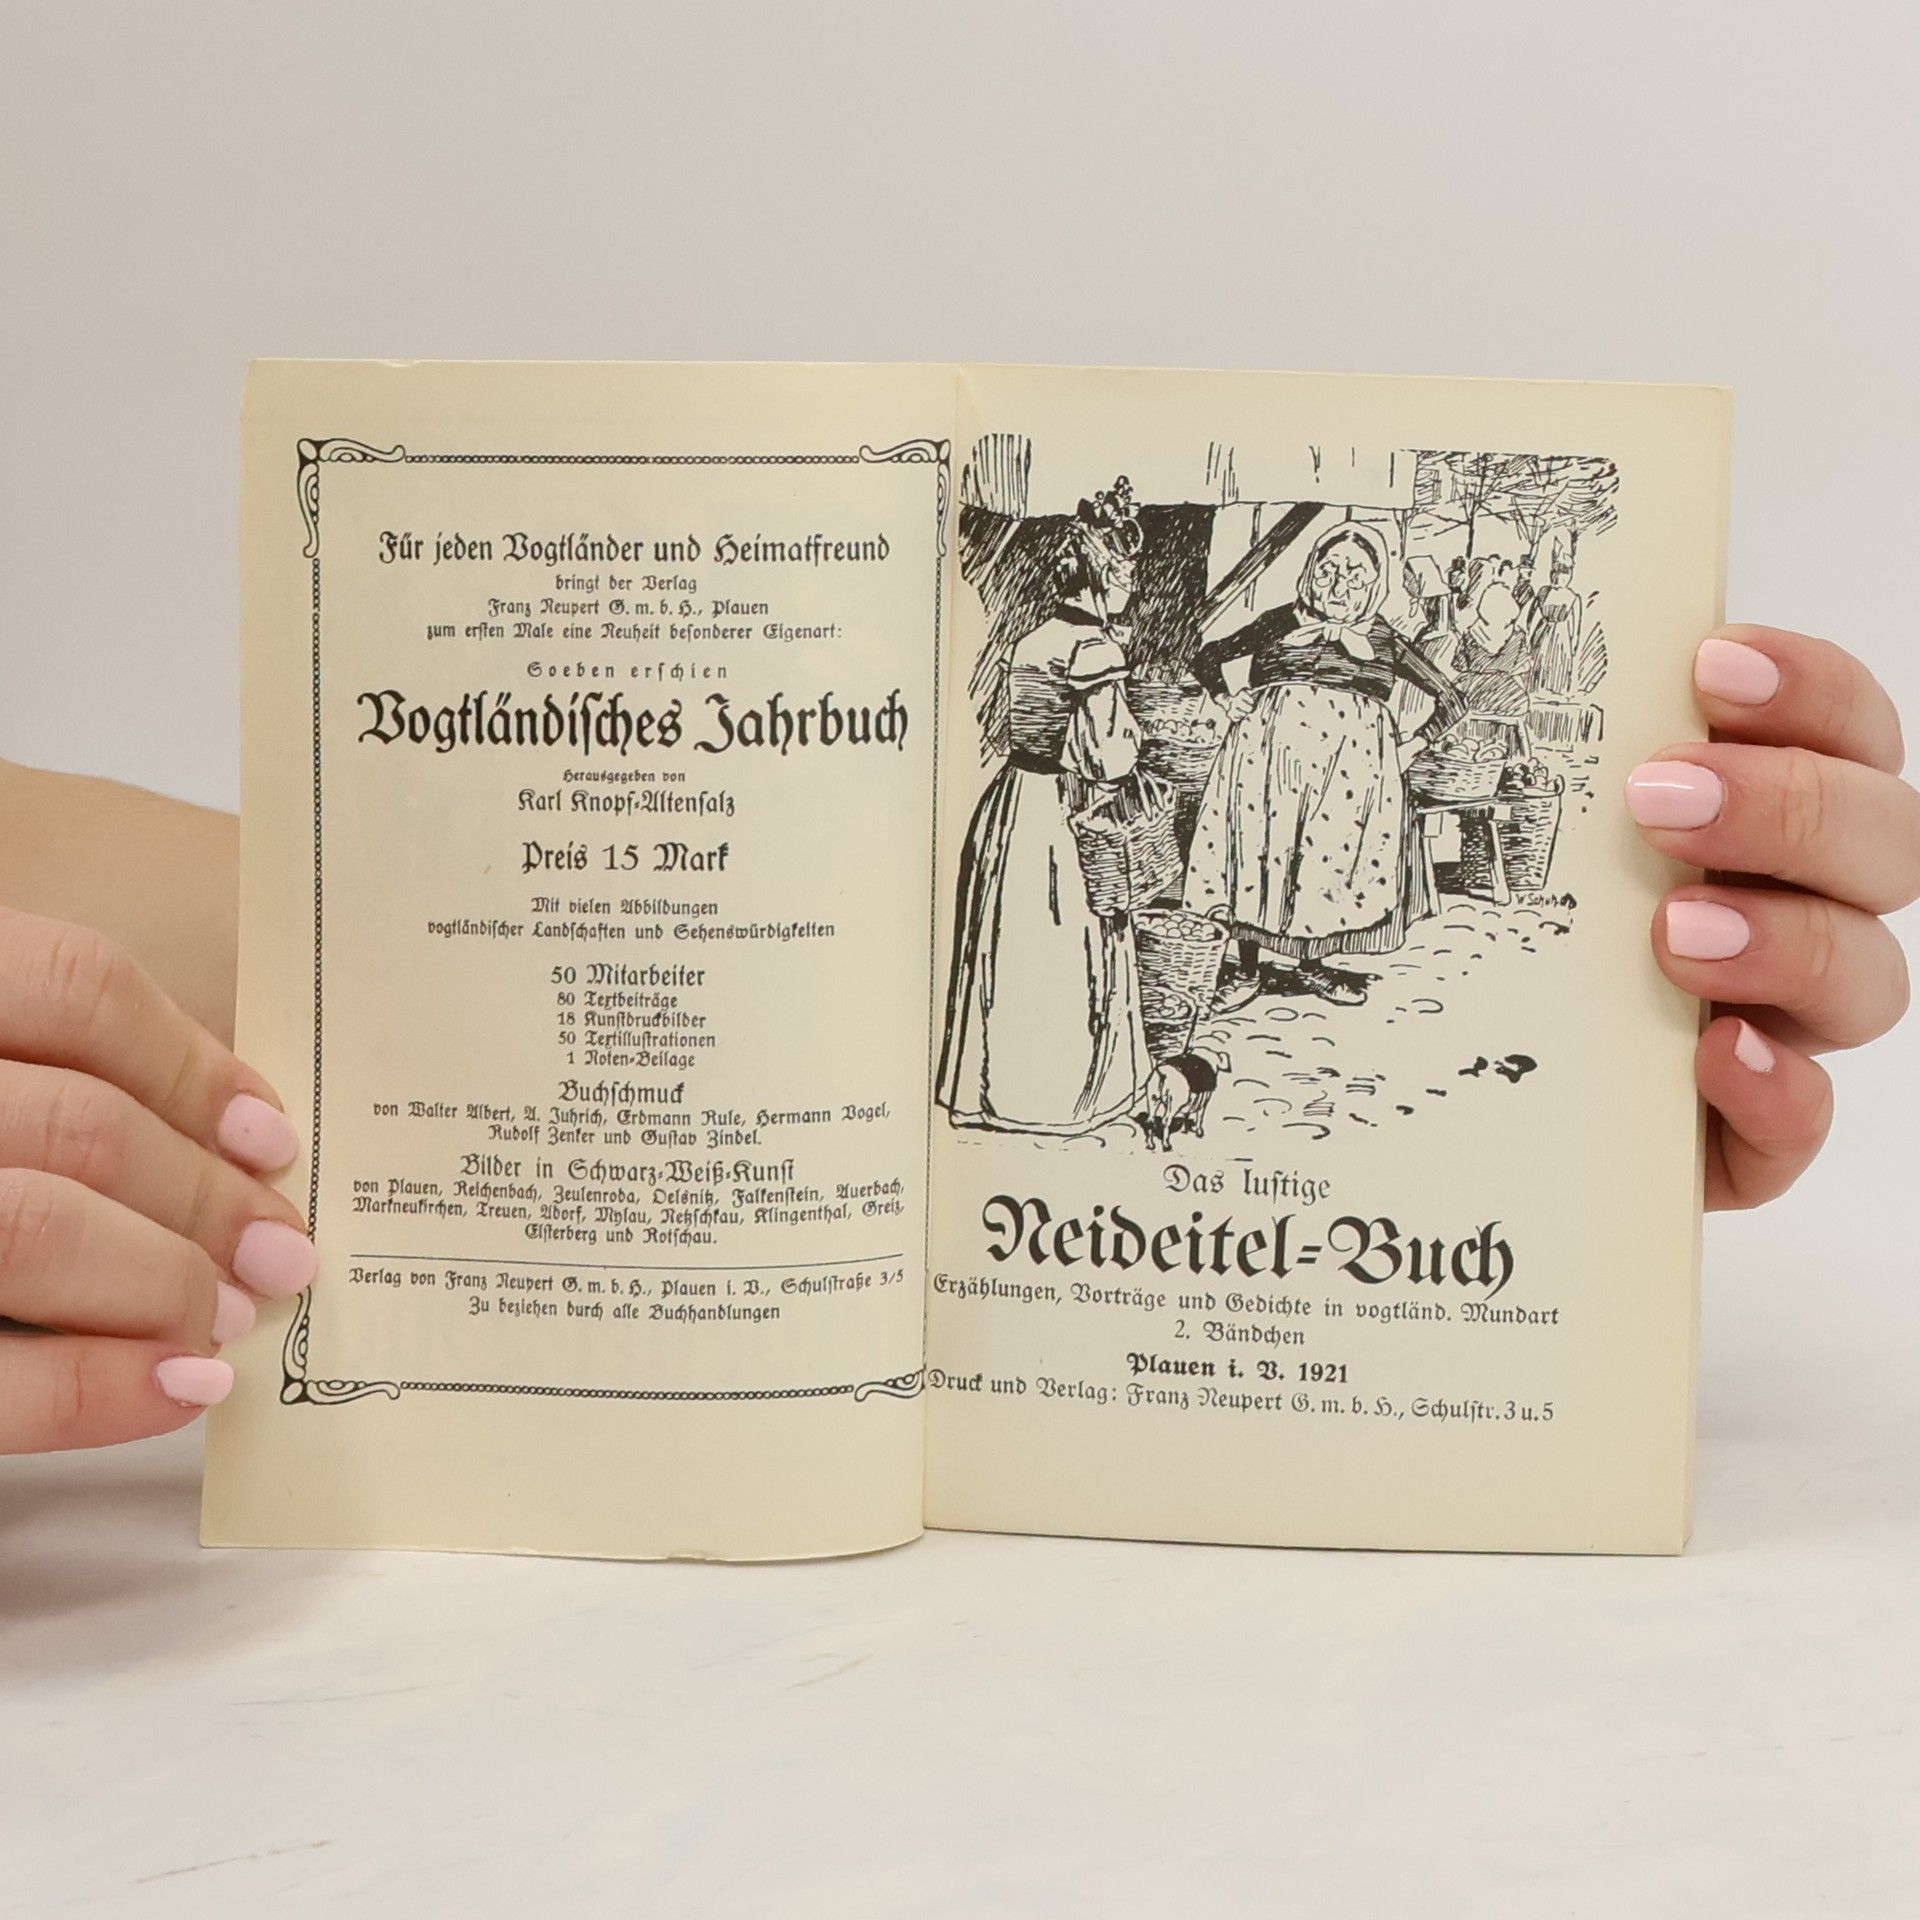 Für jeden Vogtländer und Heimatfreund
bringt der Verlag
Franz Neupert G. m. b. H., Plauen
zum ersten Male eine Neuheit besonderer Eigenart:
Soeben erschien
Vogtländisches Jahrbuch
Herausgegeben von
Karl Knopf-Altensalz
Preis 15 Mark
Mit vielen Abbildungen
vogtländischer Landschaften und Sehenswürdigkeiten
50 Mitarbeiter
80 Textbeiträge
18 Kunstdruckbilder
50 Textillustrationen
1 Noten-Beilage
Buchschmuck
von Walter Albert, A. Juhrich, Erdmann Rule, Hermann Vogel,
Rudolf Zenker und Gustav Zindel.
Bilder in Schwarz-Weiß-Kunst
von Plauen, Reichenbach, Zeulenroda, Oelsnitz, Falkenstein, Auerbach,
Markneukirchen, Treuen, Adorf, Mylau, Netzschkau, Klingenthal, Greiz,
Elsterberg und Rotschau.
Verlag von Franz Neupert G. m. b. H., Plauen i. V., Schulstraße 3/5
Zu beziehen durch alle Buchhandlungen
Das lustige
Neideitel-Buch
Erzählungen, Vorträge und Gedichte in vogtländ. Mundart
2. Bändchen
Plauen i. V. 1921
Druck und Verlag: Franz Neupert G. m. b. H., Schulstr. 3 u. 5